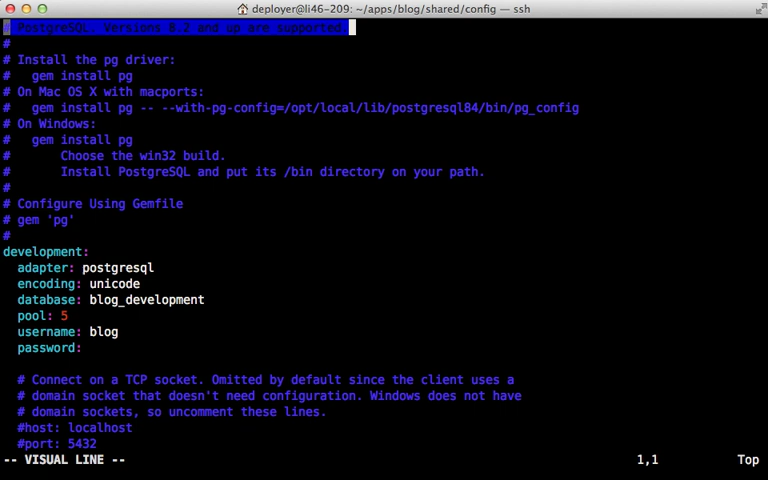 deployer@li46-209: ~/apps/blog/shared/config — ssh
# PostgreSQL. Versions 8.2 and up are supported.
#
# Install the pg driver:
#   gem install pg
# On Mac OS X with macports:
#   gem install pg -- --with-pg-config=/opt/local/lib/postgresql84/bin/pg_config
# On Windows:
#   gem install pg
#       Choose the win32 build.
#       Install PostgreSQL and put its /bin directory on your path.
#
# Configure Using Gemfile
# gem 'pg'
#
development:
  adapter: postgresql
  encoding: unicode
  database: blog_development
  pool: 5
  username: blog
  password:
  # Connect on a TCP socket. Omitted by default since the client uses a
  # domain socket that doesn't need configuration. Windows does not have
  # domain sockets, so uncomment these lines.
  #host: localhost
  #port: 5432
-- VISUAL LINE -- 1,1 Top